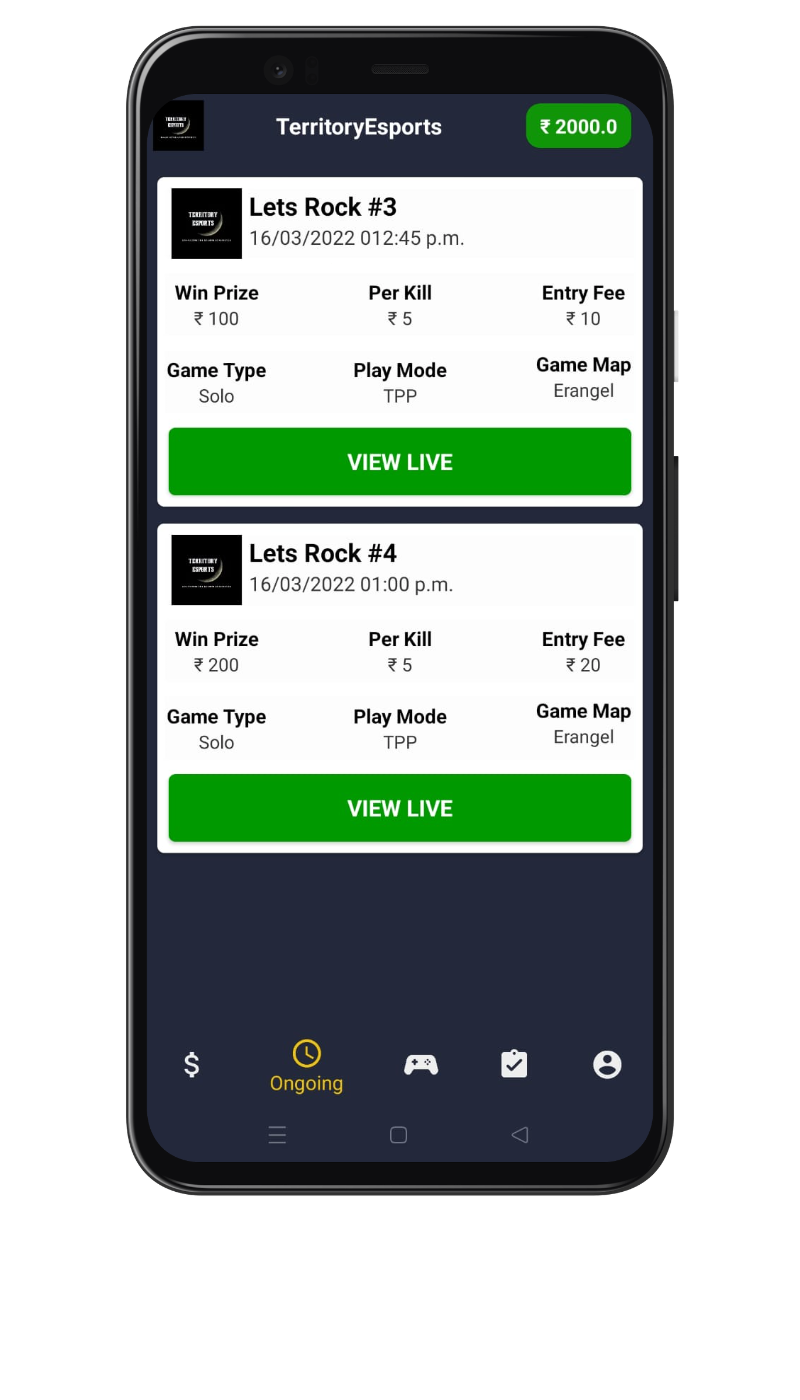 TERRITORY
ESPORTS
TerritoryEsports
₹ 2000.0
TERRITORY
ESPORTS
Lets Rock #3
16/03/2022 012:45 p.m.
Win Prize Per Kill Entry Fee
₹ 100 ₹ 5 ₹ 10
Game Type Play Mode Game Map
Solo TPP Erangel
VIEW LIVE
TERRITORY
ESPORTS
Lets Rock #4
16/03/2022 01:00 p.m.
Win Prize Per Kill Entry Fee
₹ 200 ₹ 5 ₹ 20
Game Type Play Mode Game Map
Solo TPP Erangel
VIEW LIVE
$
Ongoing